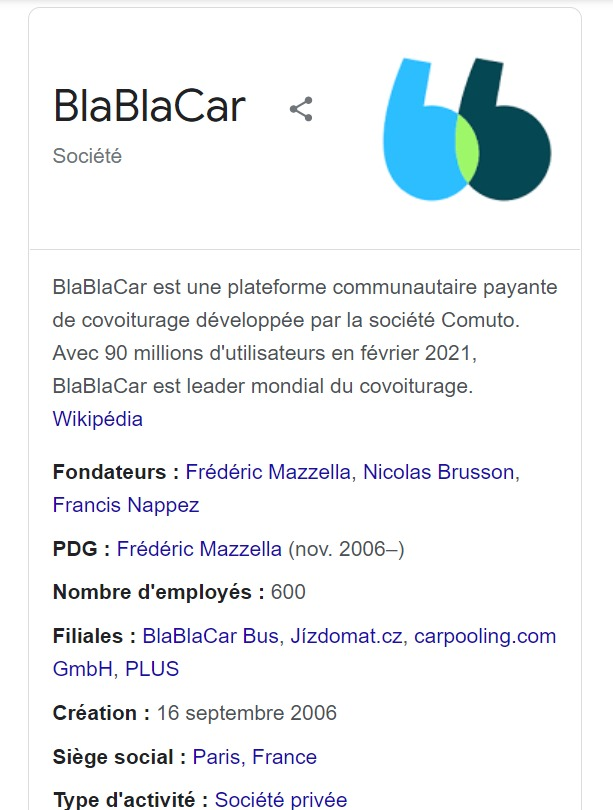 BlaBlaCar
Société
BlaBlaCar est une plateforme communautaire payante
de covoiturage développée par la société Comuto.
Avec 90 millions d'utilisateurs en février 2021,
BlaBlaCar est leader mondial du covoiturage.
Wikipédia
Fondateurs : Frédéric Mazzella, Nicolas Brusson,
Francis Nappez
PDG : Frédéric Mazzella (nov. 2006–)
Nombre d'employés : 600
Filiales : BlaBlaCar Bus, Jízdomat.cz, carpooling.com
GmbH, PLUS
Création : 16 septembre 2006
Siège social : Paris, France
Type d'activité : Société privée